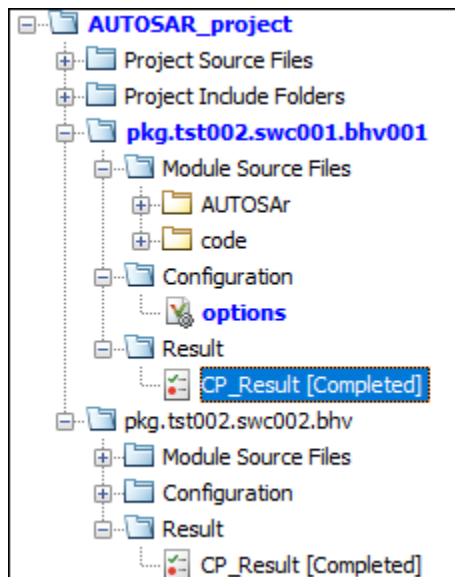 AUTOSAR_project
Project Source Files
Project Include Folders
pkg.tst002.swc001.bhv001
Module Source Files
AUTOSAr
code
Configuration
options
Result
CP_Result [Completed]
pkg.tst002.swc002.bhv
Module Source Files
Configuration
Result
CP_Result [Completed]